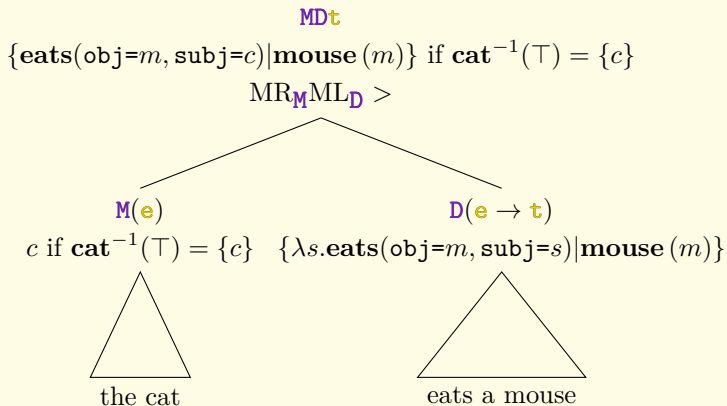 MDt
{eats(obj=m, subj=c)|mouse (m)} if cat⁻¹(⊤) = {c}
MR_M ML_D >
M(e) D(e → t)
c if cat⁻¹(⊤) = {c} {λs.eats(obj=m, subj=s)|mouse (m)}
the cat eats a mouse